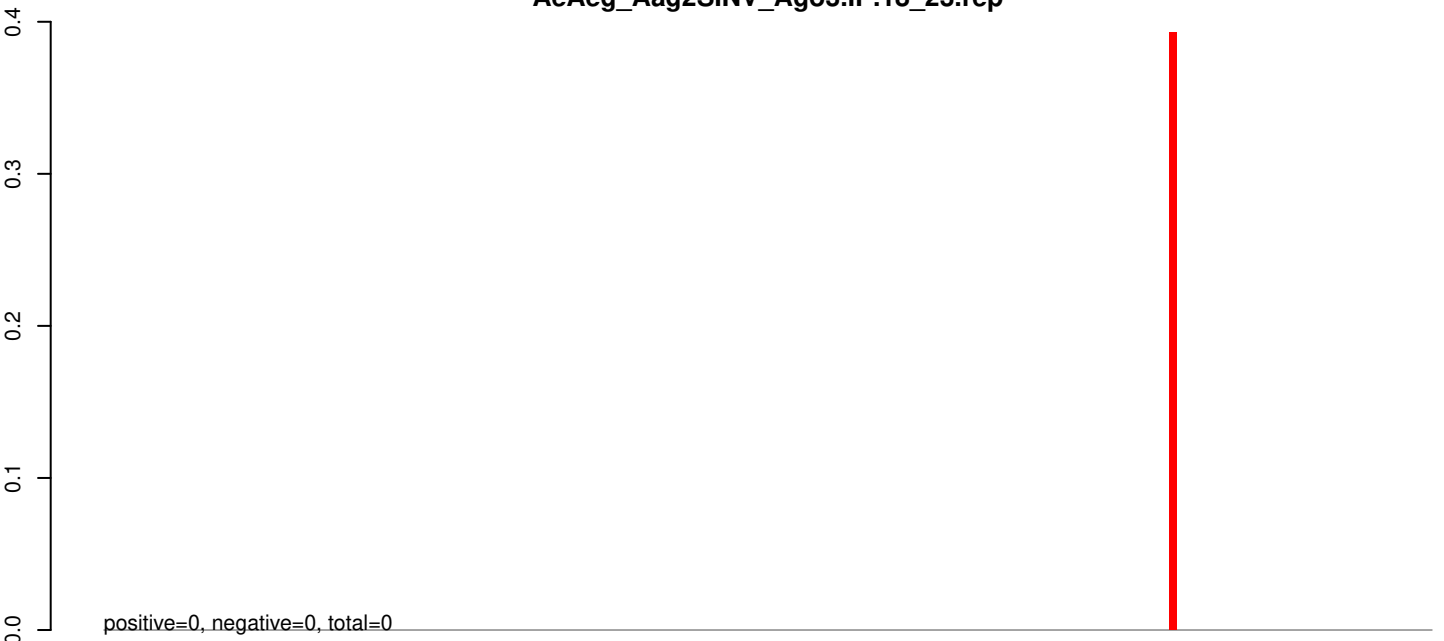 AeAeg_Aag2SINV_Ago3.IP.18_23.rep
0.4
0.3
0.2
0.1
0.0
positive=0, negative=0, total=0